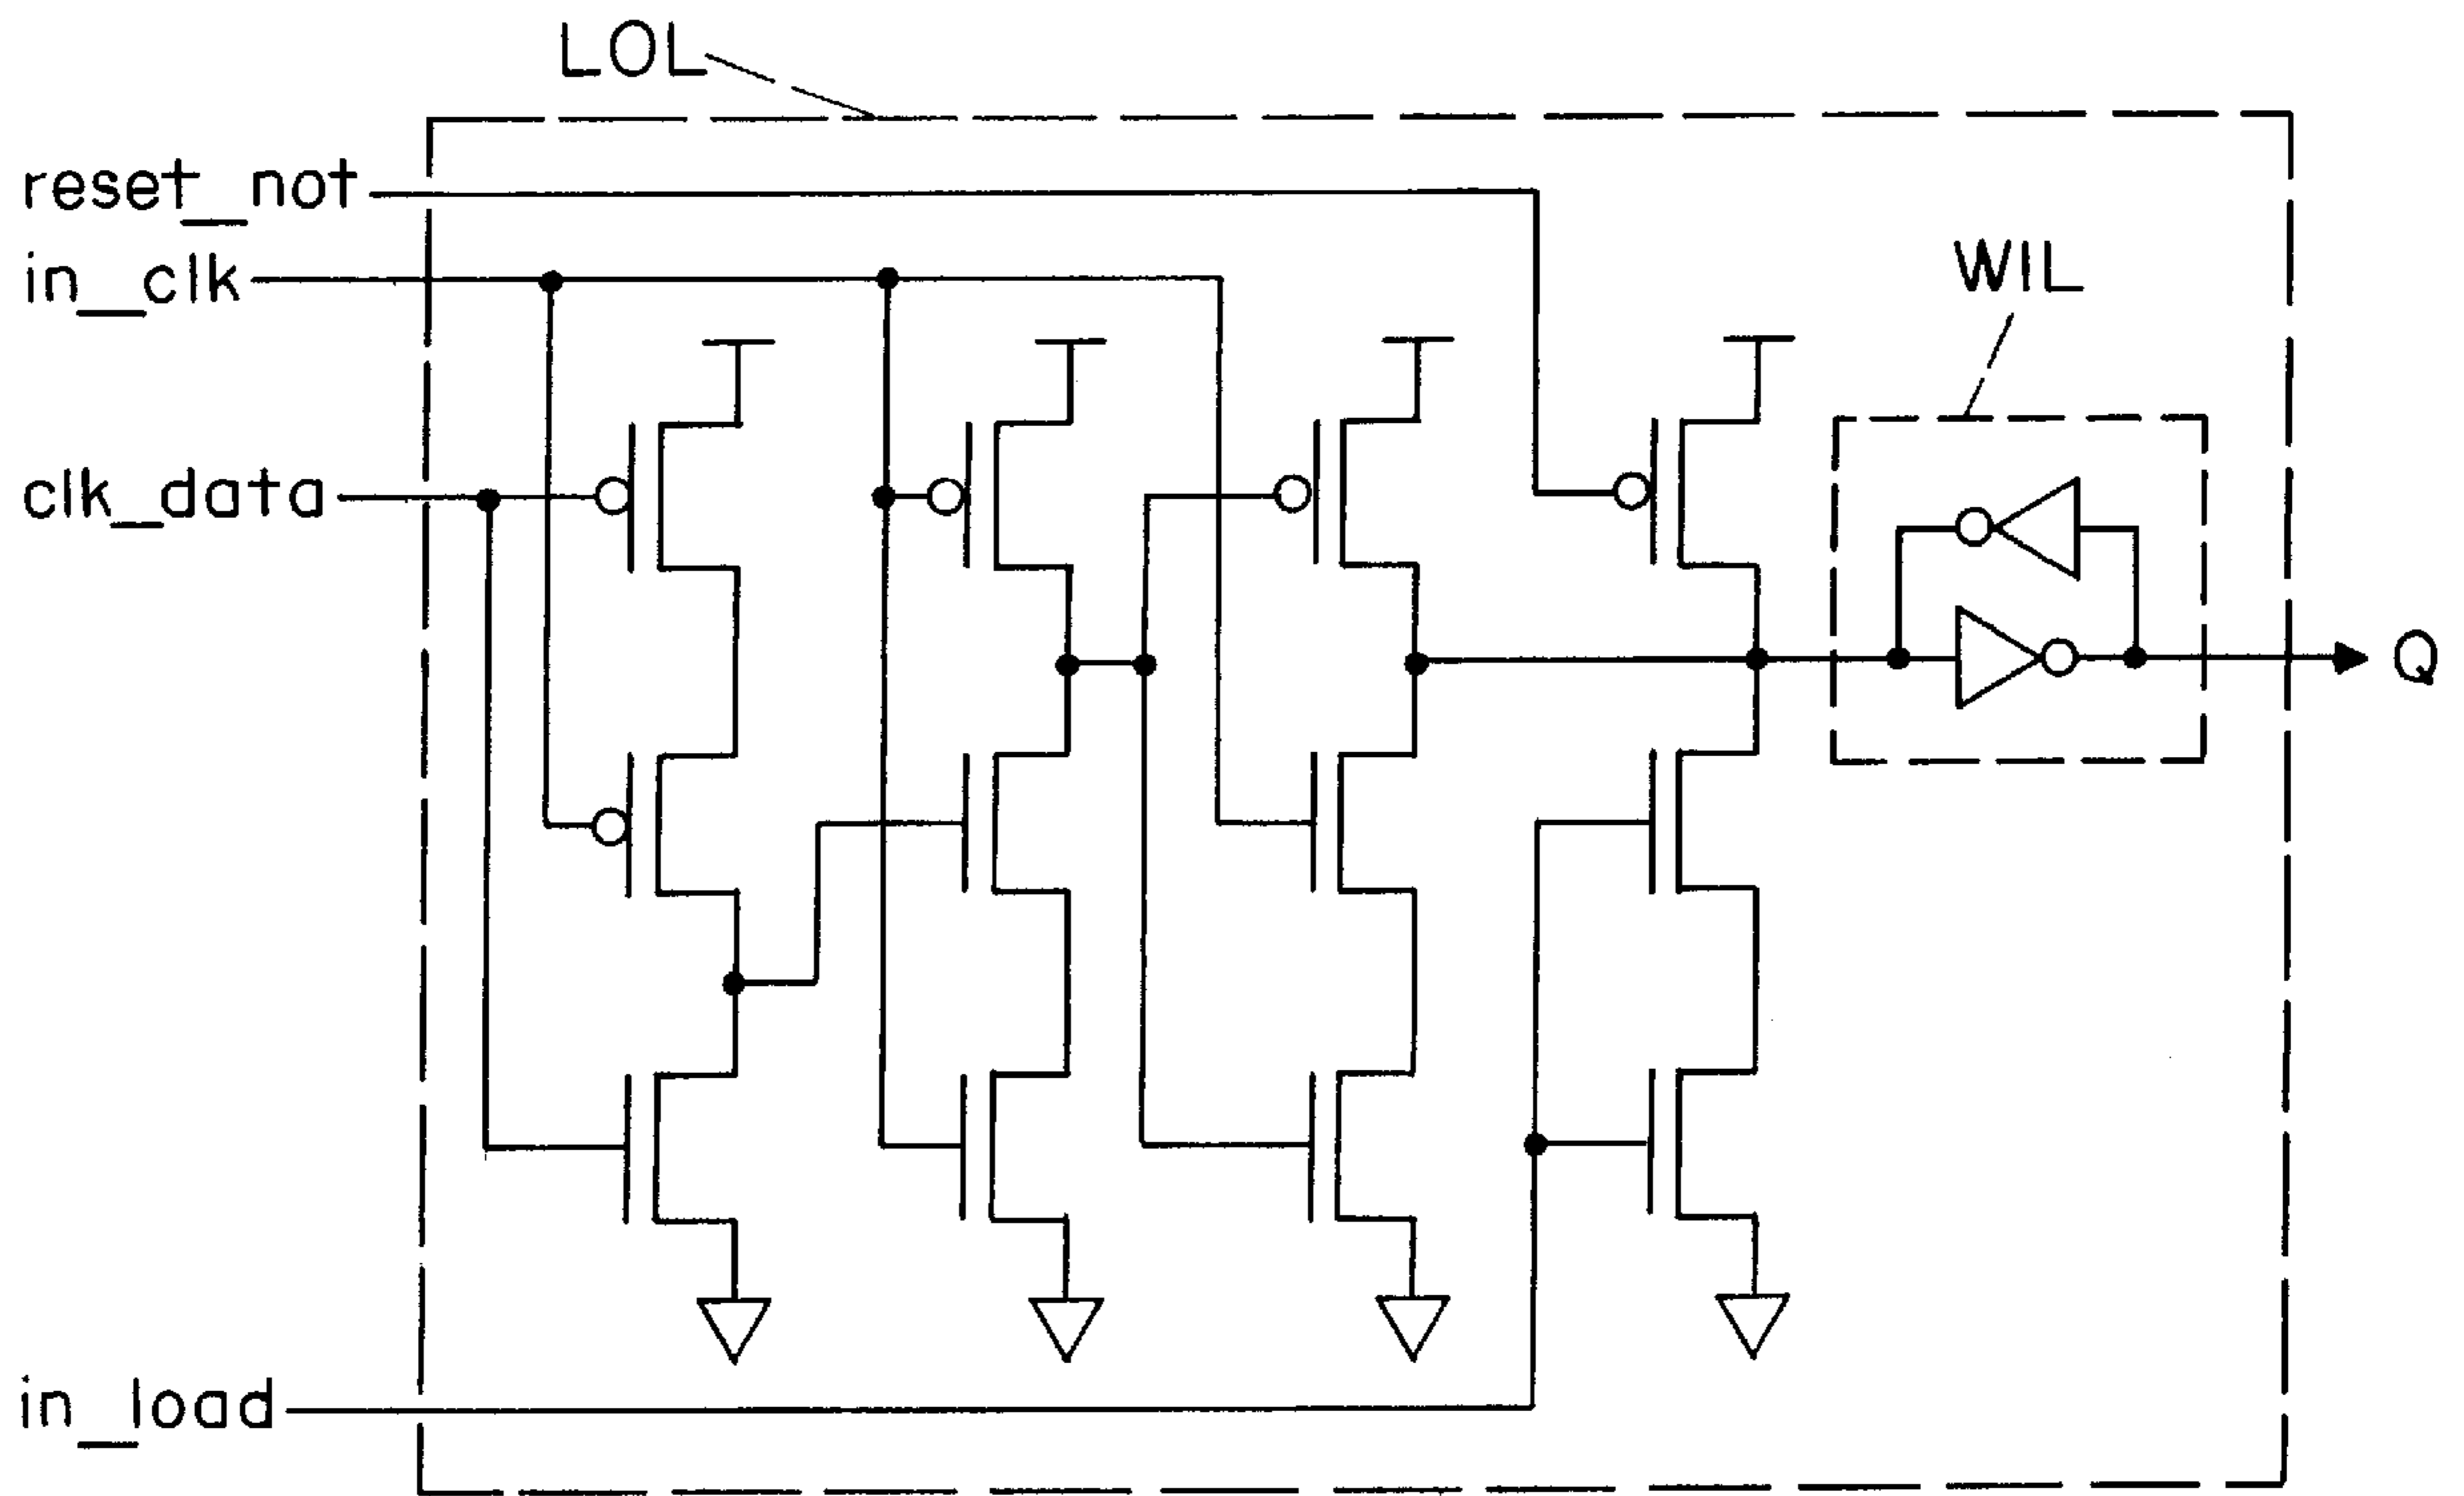 LOL
reset_not
in_clk
WIL
clk_data
Q
in_load